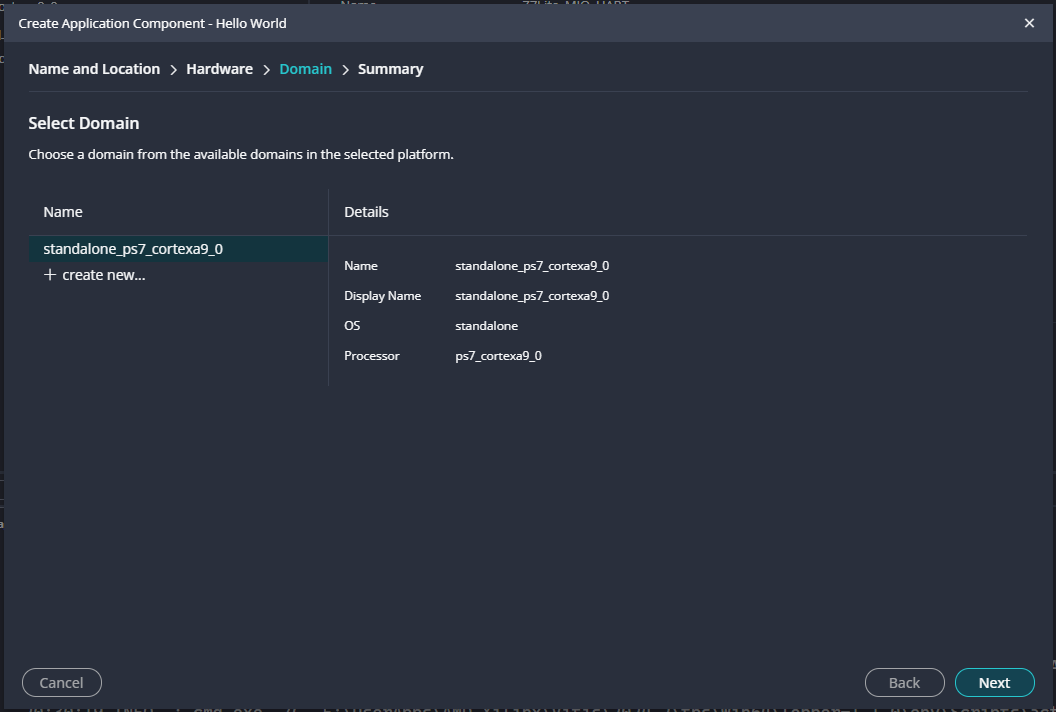 Create Application Component - Hello World
Name and Location > Hardware > Domain > Summary
Select Domain
Choose a domain from the available domains in the selected platform.
Name
Details
standalone_ps7_cortexa9_0
+ create new...
Name standalone_ps7_cortexa9_0
Display Name standalone_ps7_cortexa9_0
OS standalone
Processor ps7_cortexa9_0
Cancel
Back
Next